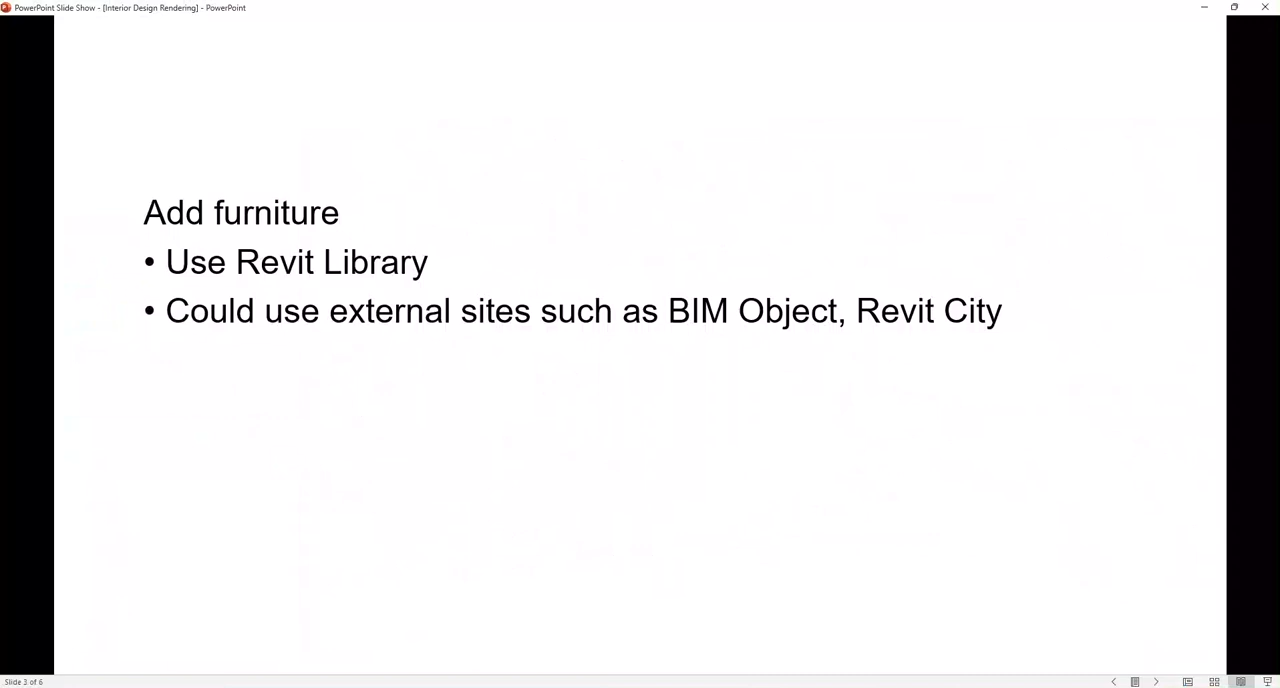 PowerPoint Slide Show - [Interior Design Rendering] - PowerPoint
Add furniture
• Use Revit Library
• Could use external sites such as BIM Object, Revit City
Slide 3 of 6